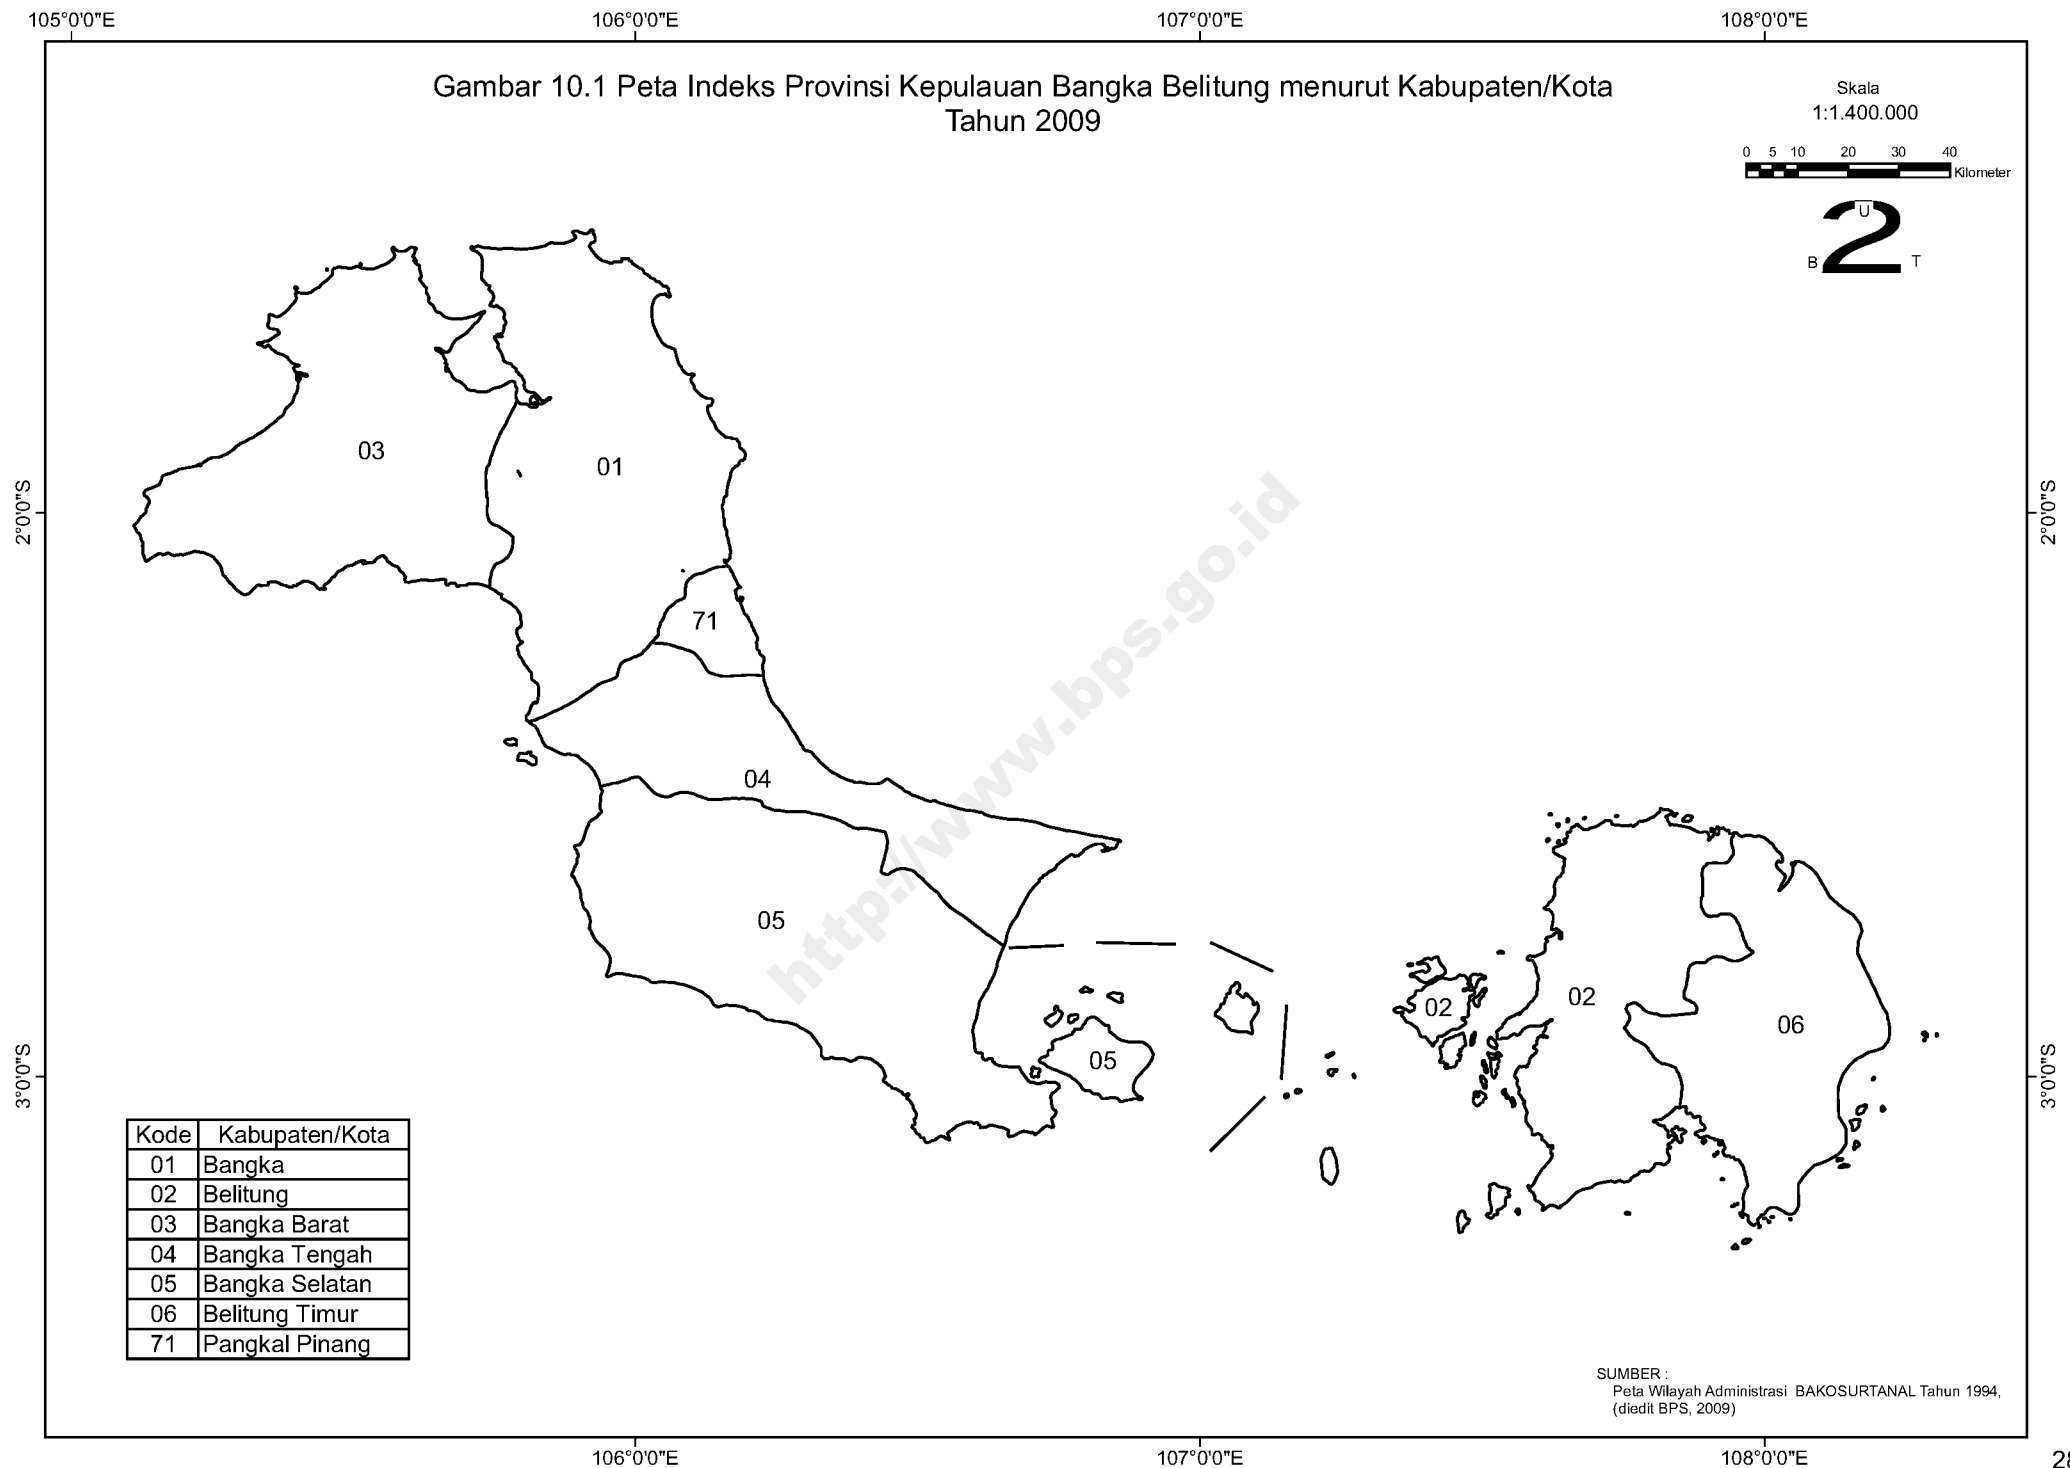 105°0'0"E 106°0'0"E 107°0'0"E 108°0'0"E
Gambar 10.1 Peta Indeks Provinsi Kepulauan Bangka Belitung menurut Kabupaten/Kota
Tahun 2009
Skala
1:1.400.000
0 5 10 20 30 40
Kilometer
U
B 2 T
03
01
2°0'0"S 2°0'0"S
71
04
05
02 02
06
05
3°0'0"S 3°0'0"S
http://www.bps.go.id
Kode Kabupaten/Kota
01 Bangka
02 Belitung
03 Bangka Barat
04 Bangka Tengah
05 Bangka Selatan
06 Belitung Timur
71 Pangkal Pinang
SUMBER :
Peta Wilayah Administrasi BAKOSURTANAL Tahun 1994,
(diedit BPS, 2009)
106°0'0"E 107°0'0"E 108°0'0"E